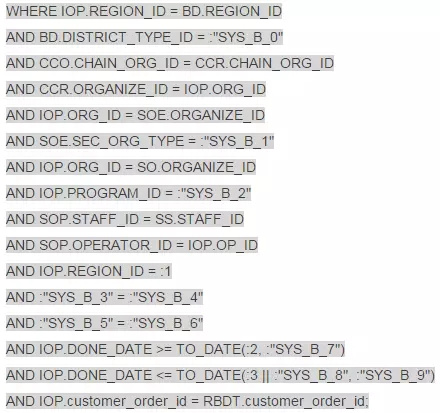 WHERE IOP.REGION_ID = BD.REGION_ID
AND BD.DISTRICT_TYPE_ID = :"SYS_B_0"
AND CCO.CHAIN_ORG_ID = CCR.CHAIN_ORG_ID
AND CCR.ORGANIZE_ID = IOP.ORG_ID
AND IOP.ORG_ID = SOE.ORGANIZE_ID
AND SOE.SEC_ORG_TYPE = :"SYS_B_1"
AND IOP.ORG_ID = SO.ORGANIZE_ID
AND IOP.PROGRAM_ID = :"SYS_B_2"
AND SOP.STAFF_ID = SS.STAFF_ID
AND SOP.OPERATOR_ID = IOP.OP_ID
AND IOP.REGION_ID = :1
AND :"SYS_B_3" = :"SYS_B_4"
AND :"SYS_B_5" = :"SYS_B_6"
AND IOP.DONE_DATE >= TO_DATE(:2, :"SYS_B_7")
AND IOP.DONE_DATE <= TO_DATE(:3 || :"SYS_B_8", :"SYS_B_9")
AND IOP.customer_order_id = RBDT.customer_order_id;